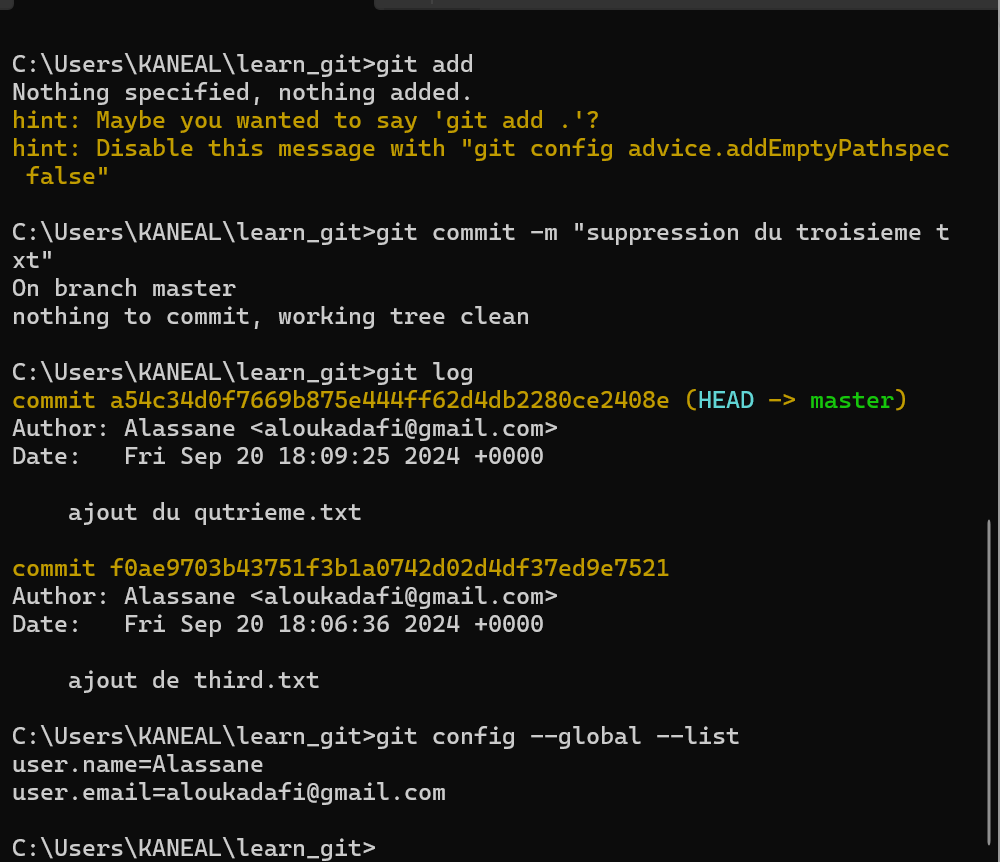 C:\Users\KANEAL\learn_git>git add
Nothing specified, nothing added.
hint: Maybe you wanted to say 'git add .'?
hint: Disable this message with "git config advice.addEmptyPathspec
 false"
C:\Users\KANEAL\learn_git>git commit -m "suppression du troisieme t
xt"
On branch master
nothing to commit, working tree clean
C:\Users\KANEAL\learn_git>git log
commit a54c34d0f7669b875e444ff62d4db2280ce2408e (HEAD -> master)
Author: Alassane <aloukadafi@gmail.com>
Date:   Fri Sep 20 18:09:25 2024 +0000
    ajout du qutrieme.txt
commit f0ae9703b43751f3b1a0742d02d4df37ed9e7521
Author: Alassane <aloukadafi@gmail.com>
Date:   Fri Sep 20 18:06:36 2024 +0000
    ajout de third.txt
C:\Users\KANEAL\learn_git>git config --global --list
user.name=Alassane
user.email=aloukadafi@gmail.com
C:\Users\KANEAL\learn_git>